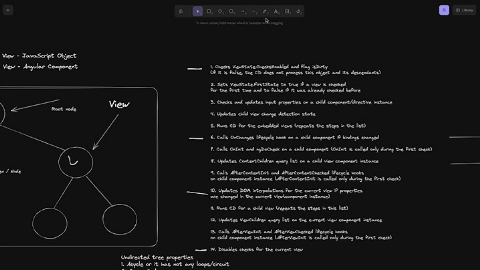 View - JavaScript Object
View - Angular Component
Root node
View
/ Node
Undirected tree properties
1. Acyclic or it has not any loops/circuit
1. Checks ViewState.ChecksEnabled and Flag isDirty
(if it is False, the CD does not process this object and its descendants)
2. Sets ViewState.firstCheck to true if a view is checked
for the first time and to false if it was already checked before
3. Checks and updates input properties on a child component/directive instance
4. Updates child view change detection state
5. Runs CD for the embedded views (repeats the steps in the list)
6. Calls OnChanges lifecycle hook on a child component if bindings changed
7. Calls OnInit and ngDoCheck on a child component (OnInit is called only during the first check)
8. Updates ContentChildren query list on a child view component instance
9. Calls AfterContentInit and AfterContentChecked lifecycle hooks
on child component instance (AfterContentInit is called only during the first check)
10. Updates DOM interpolations for the current view if properties
are changed in the current view(component instance)
11. Runs CD for a child view (repeats the steps in this list)
12. Updates ViewChildren query list on the current view component instance
13. Calls AfterViewInit and AfterViewChecked lifecycle hooks
on child component instance (AfterViewInit is called only during the first check)
14. Disables checks for the current view